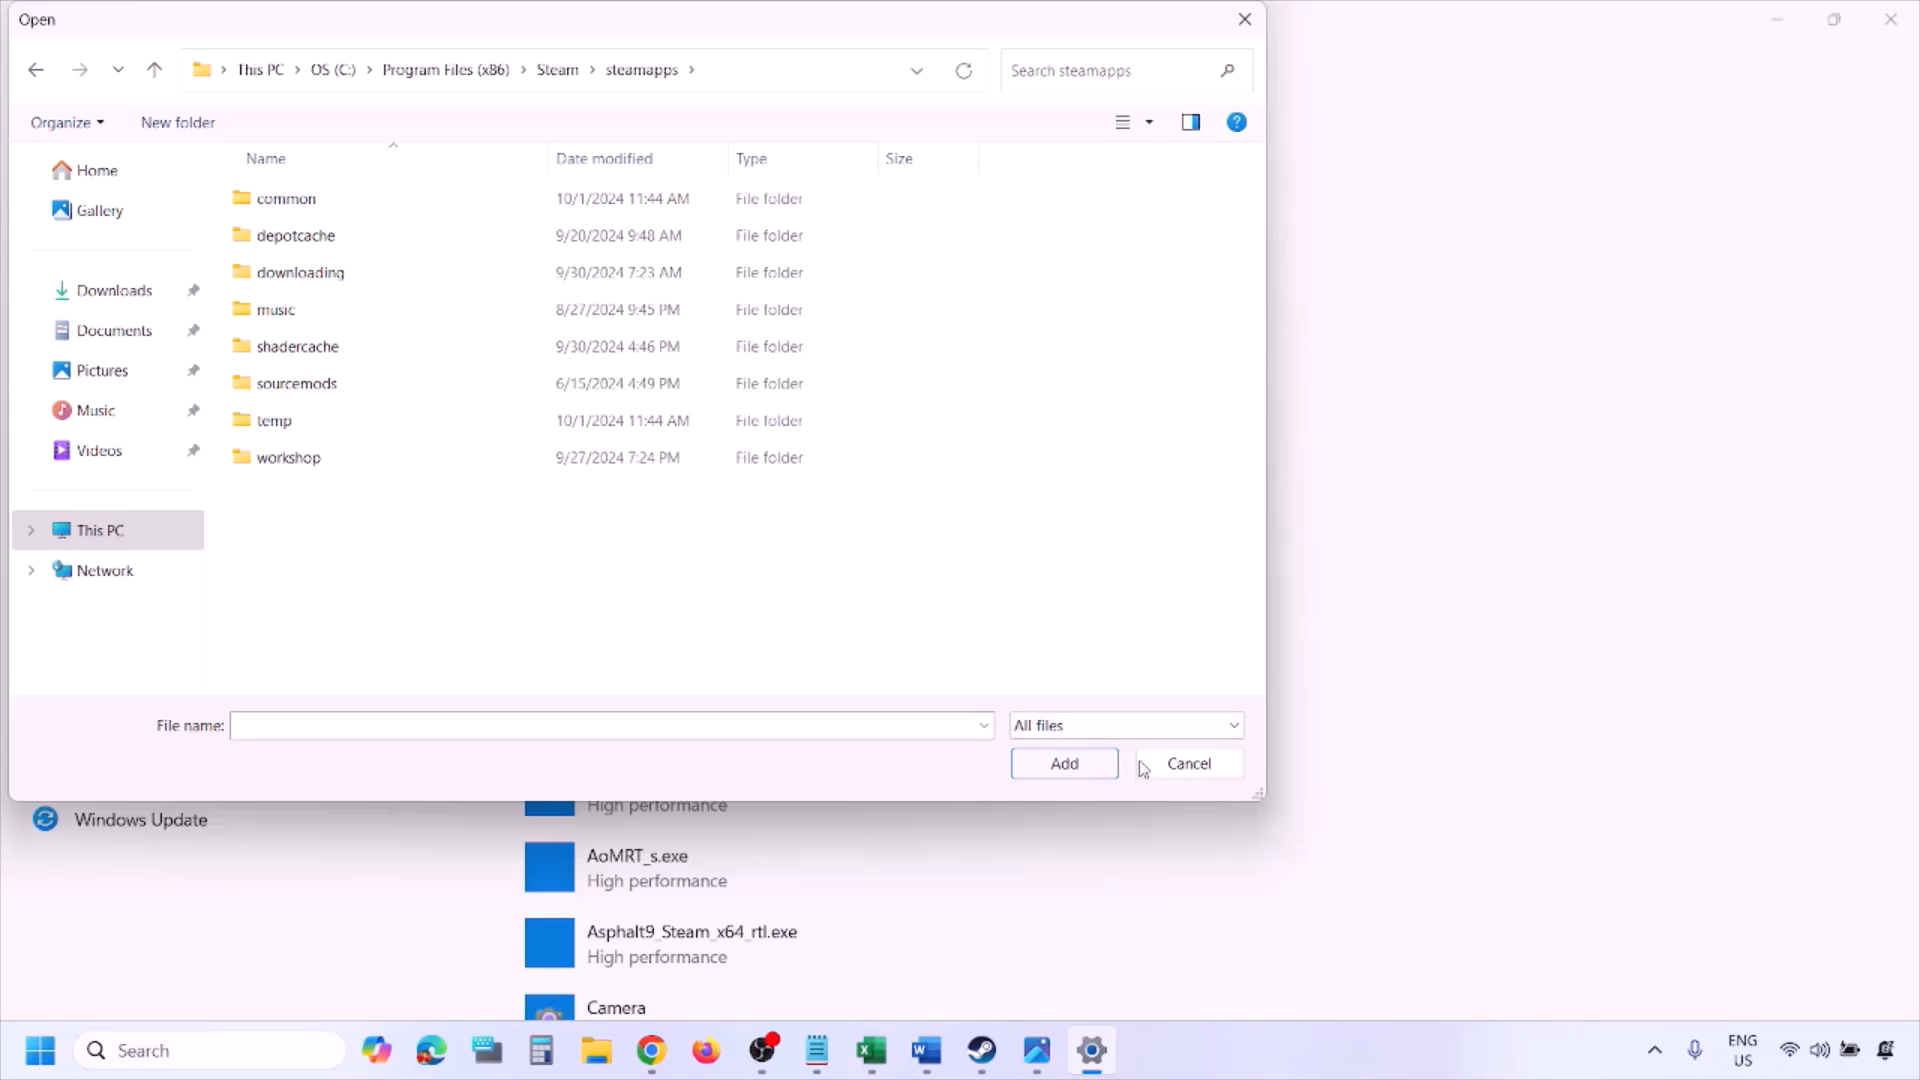 Open
This PC > OS (C:) > Program Files (x86) > Steam > steamapps >
Search steamapps
Organize
New folder
Name
Date modified
Type
Size
Home
Gallery
Downloads
Documents
Pictures
Music
Videos
This PC
Network
common 10/1/2024 11:44 AM File folder
depotcache 9/20/2024 9:48 AM File folder
downloading 9/30/2024 7:23 AM File folder
music 8/27/2024 9:45 PM File folder
shadercache 9/30/2024 4:46 PM File folder
sourcemods 6/15/2024 4:49 PM File folder
temp 10/1/2024 11:44 AM File folder
workshop 9/27/2024 7:24 PM File folder
File name:
All files
Add
Cancel
Windows Update
High performance
AoMRT_s.exe
High performance
Asphalt9_Steam_x64_rtl.exe
High performance
Camera
Search
ENG
US